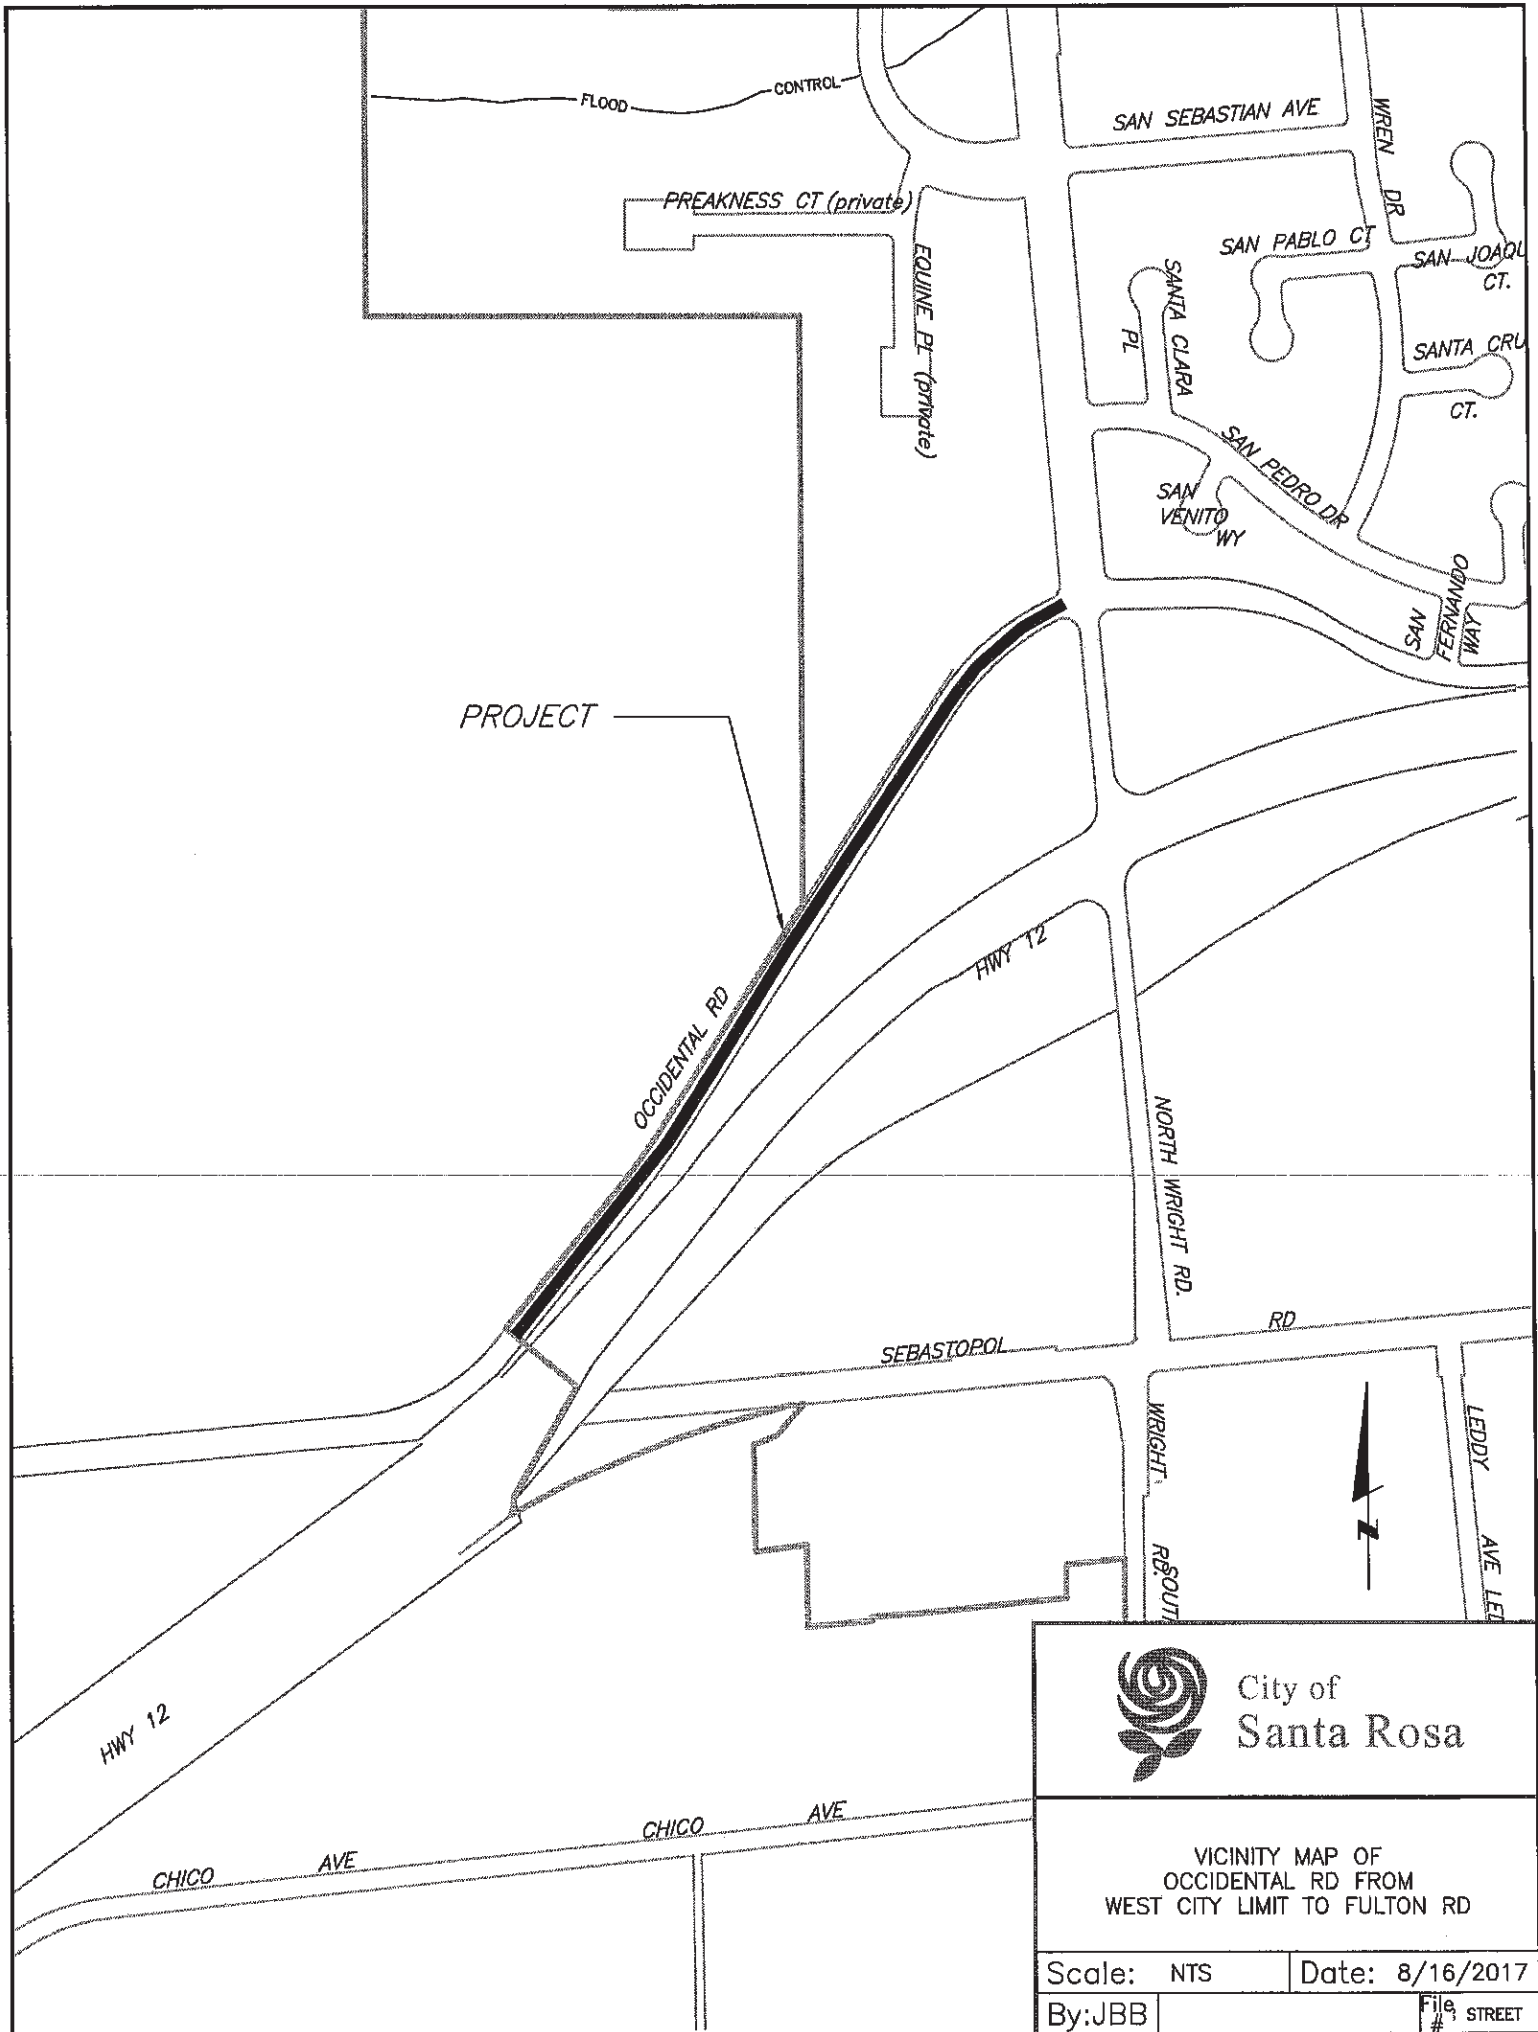 FLOOD
CONTROL
SAN SEBASTIAN AVE
WREN DR
PREAKNESS CT (private)
EQUINE PL (private)
SAN PABLO CT
SAN JOAQU
CT.
SANTA CLARA
PL
SANTA CRU
CT.
SAN PEDRO DR
SAN
VENITO
WY
SAN
FERNANDO
WAY
PROJECT
OCCIDENTAL RD
HWY 12
NORTH WRIGHT RD.
SEBASTOPOL
RD
WRIGHT
RD.
SOUT
LEDDY
AVE
LED
N
HWY 12
CHICO
AVE
CHICO
AVE
City of
Santa Rosa
VICINITY MAP OF
OCCIDENTAL RD FROM
WEST CITY LIMIT TO FULTON RD
Scale: NTS
Date: 8/16/2017
By:JBB
File #
STREET